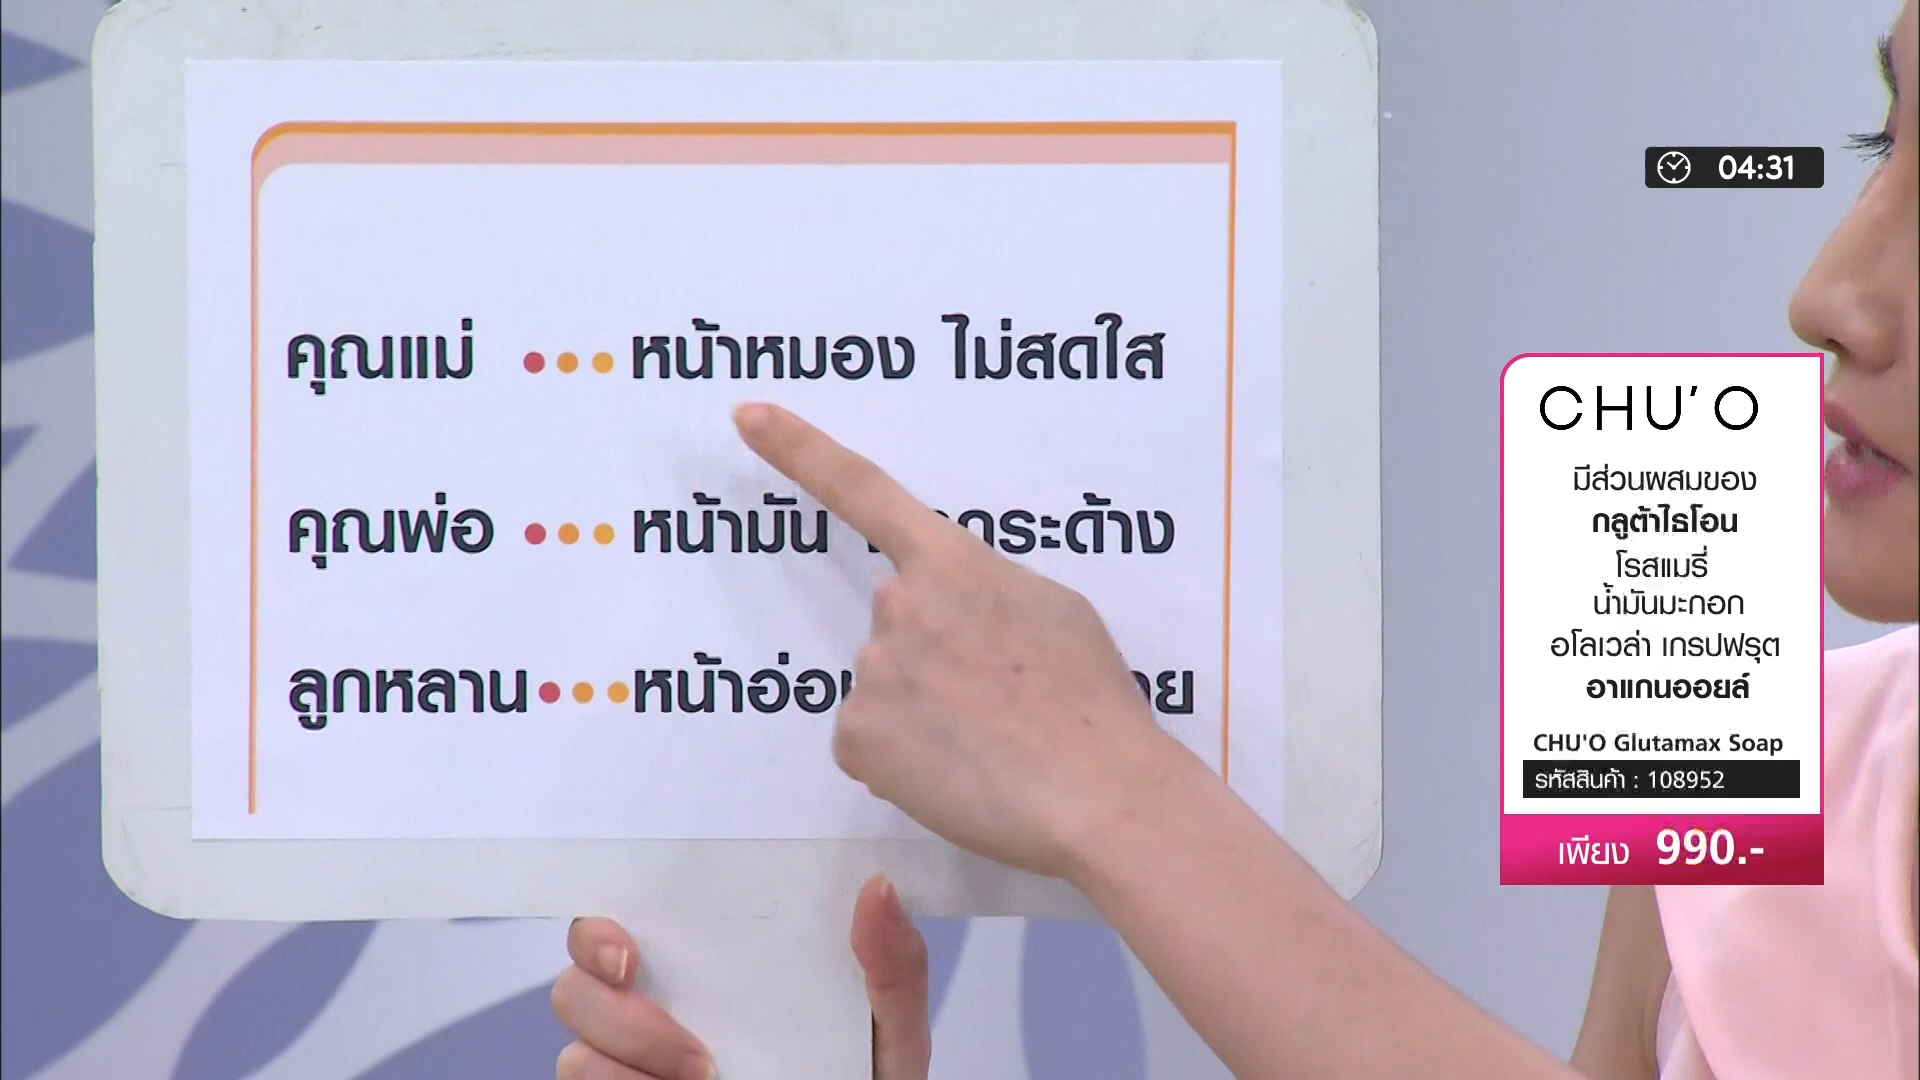 คุณแม่ ••• หน้าหมอง ไม่สดใส
คุณพ่อ ••• หน้ามัน
ลูกหลาน•••
04:31
CHU'O
มีส่วนผสมของ
กลูต้าไธโอน
โรสแมรี่
น้ำมันมะกอก
อโลเวล่า เกรปฟรุต
อาแกนออยล์
CHU'O Glutamax Soap
รหัสสินค้า : 108952
เพียง 990.-